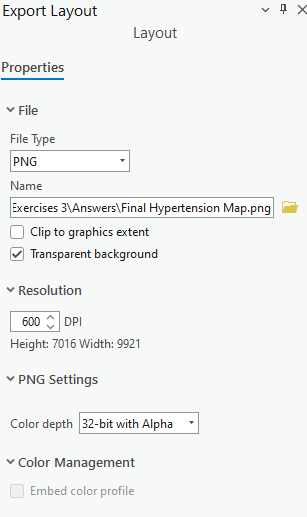 Export Layout
Layout
Properties
File
File Type
PNG
Name
Exercises 3\Answers\Final Hypertension Map.png
Clip to graphics extent
Transparent background
Resolution
600 DPI
Height: 7016 Width: 9921
PNG Settings
Color depth 32-bit with Alpha
Color Management
Embed color profile